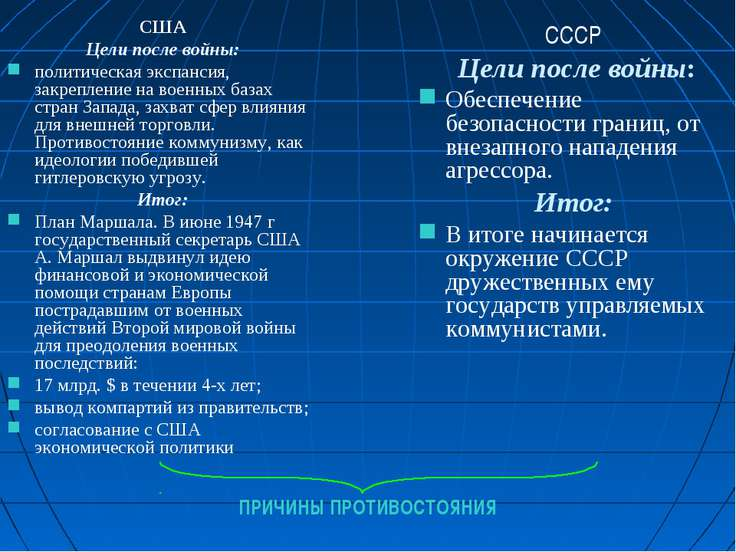 США
Цели после войны:
политическая экспансия,
закрепление на военных базах
стран Запада, захват сфер влияния
для внешней торговли.
Противостояние коммунизму, как
идеологии победившей
гитлеровскую угрозу.
Итог:
План Маршала. В июне 1947 г
государственный секретарь США
А. Маршал выдвинул идею
финансовой и экономической
помощи странам Европы
пострадавшим от военных
действий Второй мировой войны
для преодоления военных
последствий:
17 млрд. $ в течении 4-х лет;
вывод компартий из правительств;
согласование с США
экономической политики
СССР
Цели после войны:
Обеспечение
безопасности границ, от
внезапного нападения
агрессора.
Итог:
В итоге начинается
окружение СССР
дружественных ему
государств управляемых
коммунистами.
ПРИЧИНЫ ПРОТИВОСТОЯНИЯ